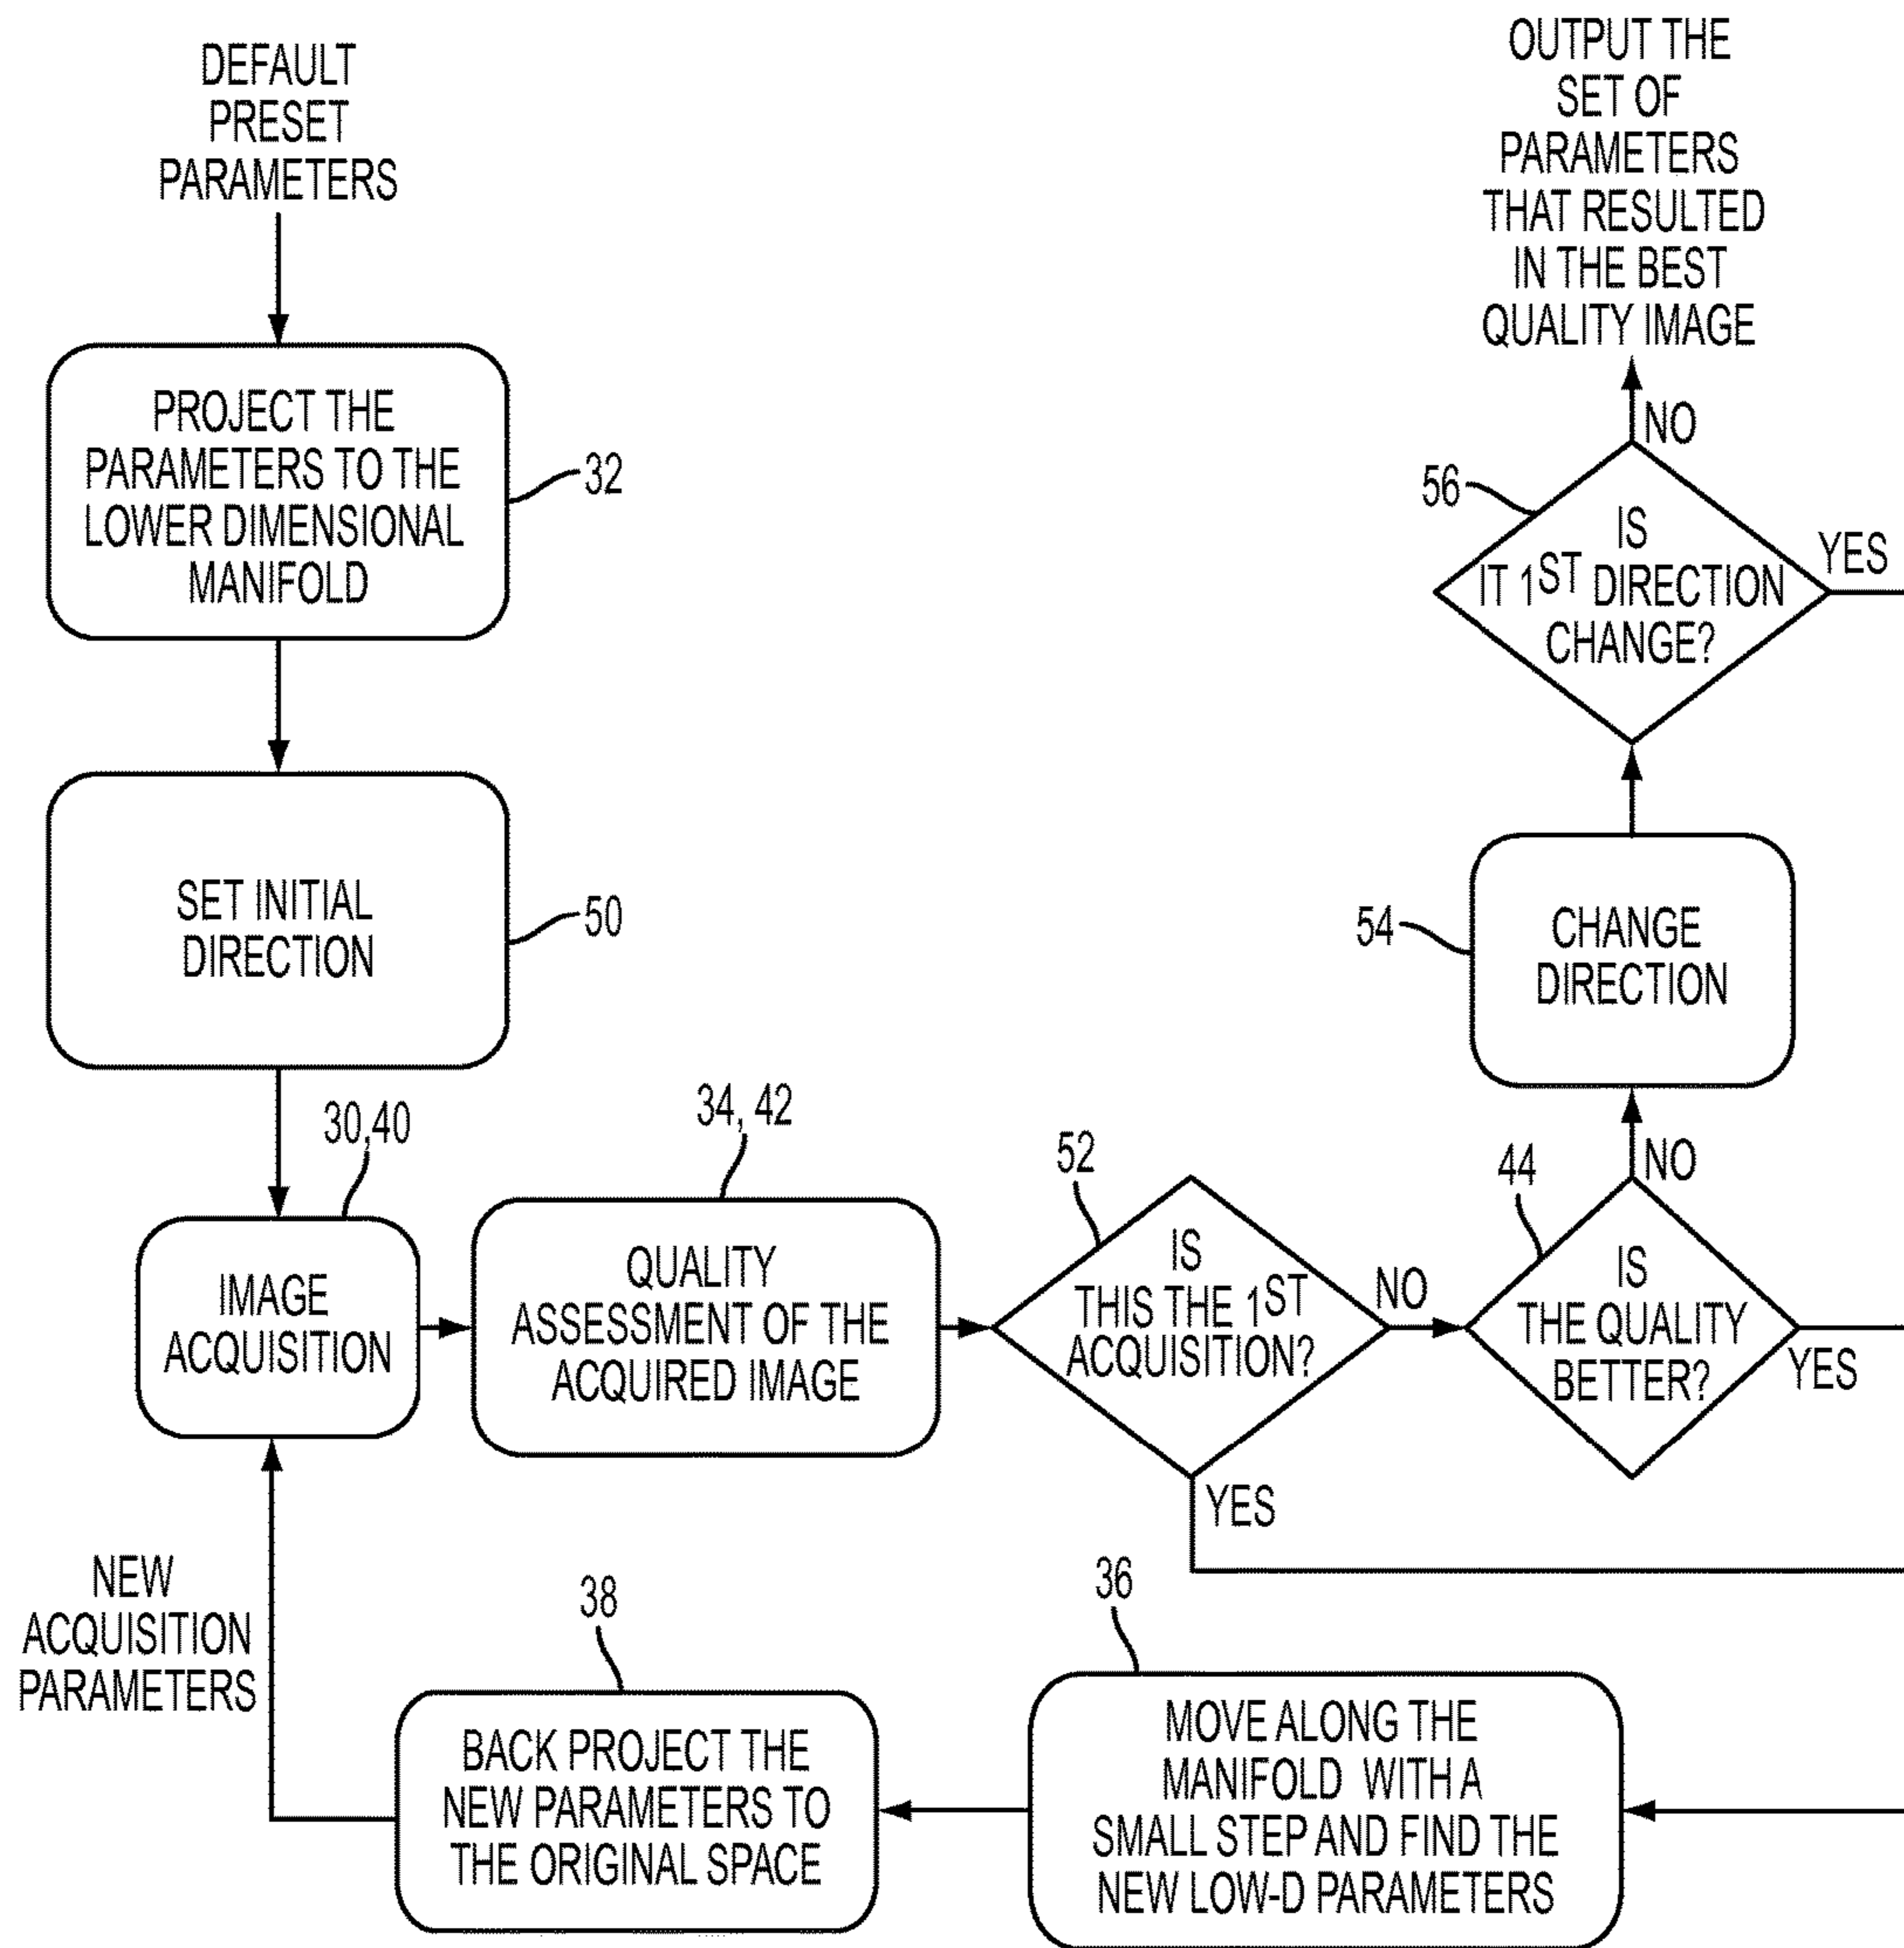 DEFAULT
PRESET
PARAMETERS
PROJECT THE
PARAMETERS TO THE
LOWER DIMENSIONAL
MANIFOLD
32
SET INITIAL
DIRECTION
50
30,40
IMAGE
ACQUISITION
34, 42
QUALITY
ASSESSMENT OF THE
ACQUIRED IMAGE
52
IS
THIS THE 1ST
ACQUISITION?
NO
YES
44
IS
THE QUALITY
BETTER?
NO
YES
54
CHANGE
DIRECTION
56
IS
IT 1ST DIRECTION
CHANGE?
YES
NO
OUTPUT THE
SET OF
PARAMETERS
THAT RESULTED
IN THE BEST
QUALITY IMAGE
36
MOVE ALONG THE
MANIFOLD WITH A
SMALL STEP AND FIND THE
NEW LOW-D PARAMETERS
38
BACK PROJECT THE
NEW PARAMETERS TO
THE ORIGINAL SPACE
NEW
ACQUISITION
PARAMETERS